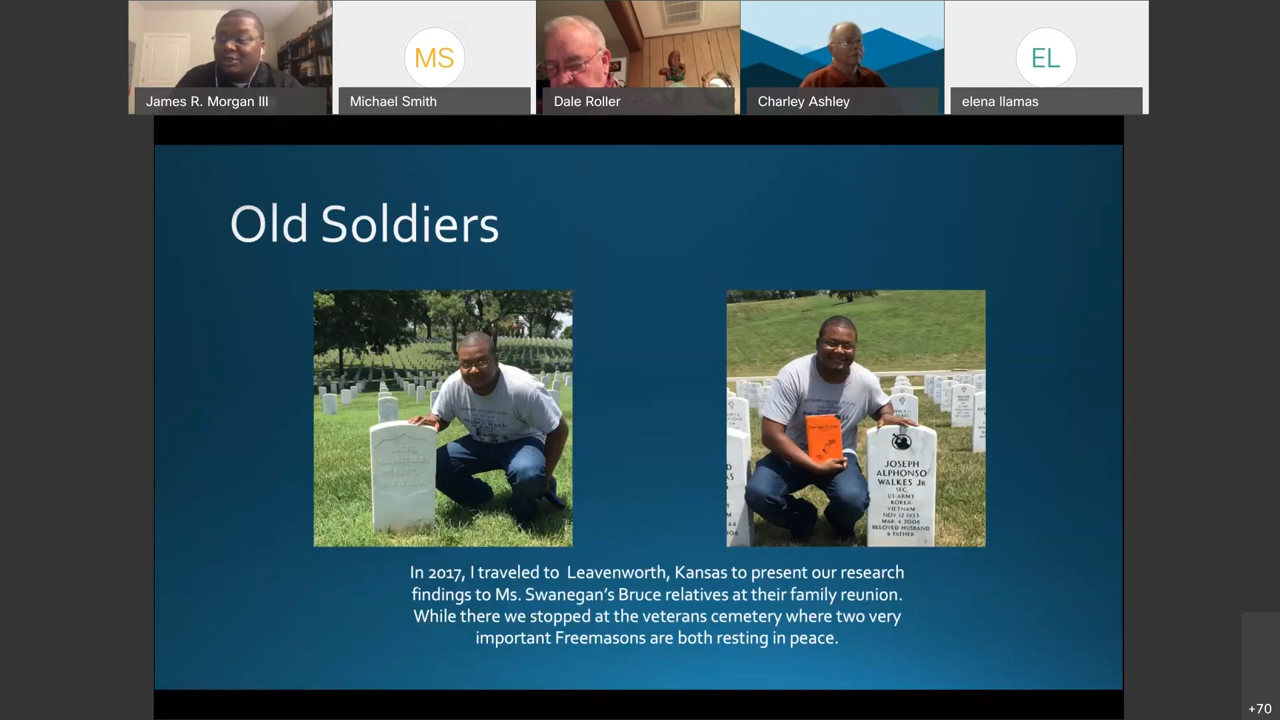 MS
EL
James R. Morgan III
Michael Smith
Dale Roller
Charley Ashley
elena llamas
Old Soldiers
JOSEPH
ALPHONSO
WALKES JR
SFC
US ARMY
KOREA
VIETNAM
NOV 12 1933
MAR 4 2006
BELOVED HUSBAND
& FATHER
In 2017, I traveled to Leavenworth, Kansas to present our research
findings to Ms. Swanegan's Bruce relatives at their family reunion.
While there we stopped at the veterans cemetery where two very
important Freemasons are both resting in peace.
+70